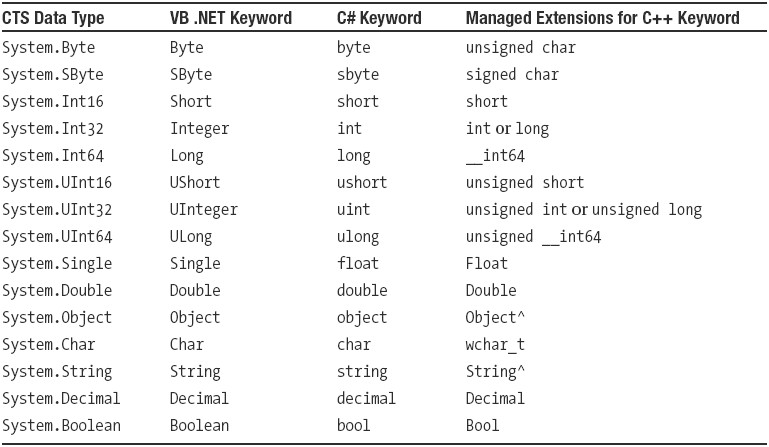 CTS Data Type VB .NET Keyword C# Keyword Managed Extensions for C++ Keyword
System.Byte Byte byte unsigned char
System.SByte SByte sbyte signed char
System.Int16 Short short short
System.Int32 Integer int int or long
System.Int64 Long long __int64
System.UInt16 UShort ushort unsigned short
System.UInt32 UInteger uint unsigned int or unsigned long
System.UInt64 ULong ulong unsigned __int64
System.Single Single float Float
System.Double Double double Double
System.Object Object object Object^
System.Char Char char wchar_t
System.String String string String^
System.Decimal Decimal decimal Decimal
System.Boolean Boolean bool Bool